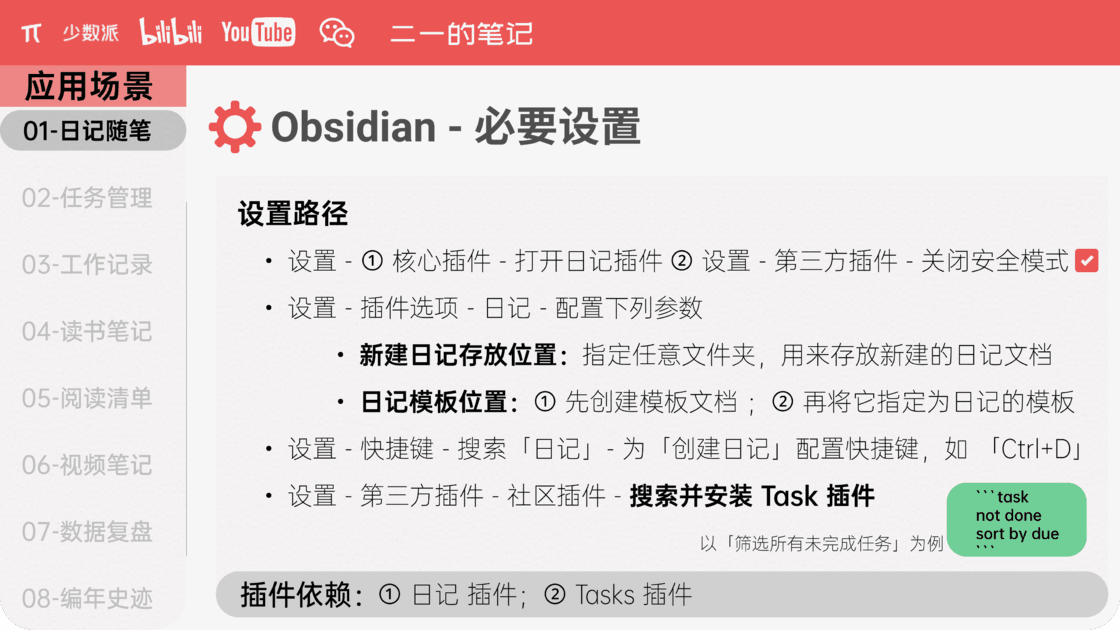 π 少数派 bilibili YouTube 二一的笔记
应用场景
01-日记随笔
02-任务管理
03-工作记录
04-读书笔记
05-阅读清单
06-视频笔记
07-数据复盘
08-编年史迹
Obsidian - 必要设置
设置路径
• 设置 - ① 核心插件 - 打开日记插件 ② 设置 - 第三方插件 - 关闭安全模式
• 设置 - 插件选项 - 日记 - 配置下列参数
• 新建日记存放位置：指定任意文件夹，用来存放新建的日记文档
• 日记模板位置：① 先创建模板文档 ；② 再将它指定为日记的模板
• 设置 - 快捷键 - 搜索「日记」- 为「创建日记」配置快捷键，如 「Ctrl+D」
• 设置 - 第三方插件 - 社区插件 - 搜索并安装 Task 插件
```task
not done
sort by due
```
以「筛选所有未完成任务」为例
插件依赖：① 日记 插件；② Tasks 插件